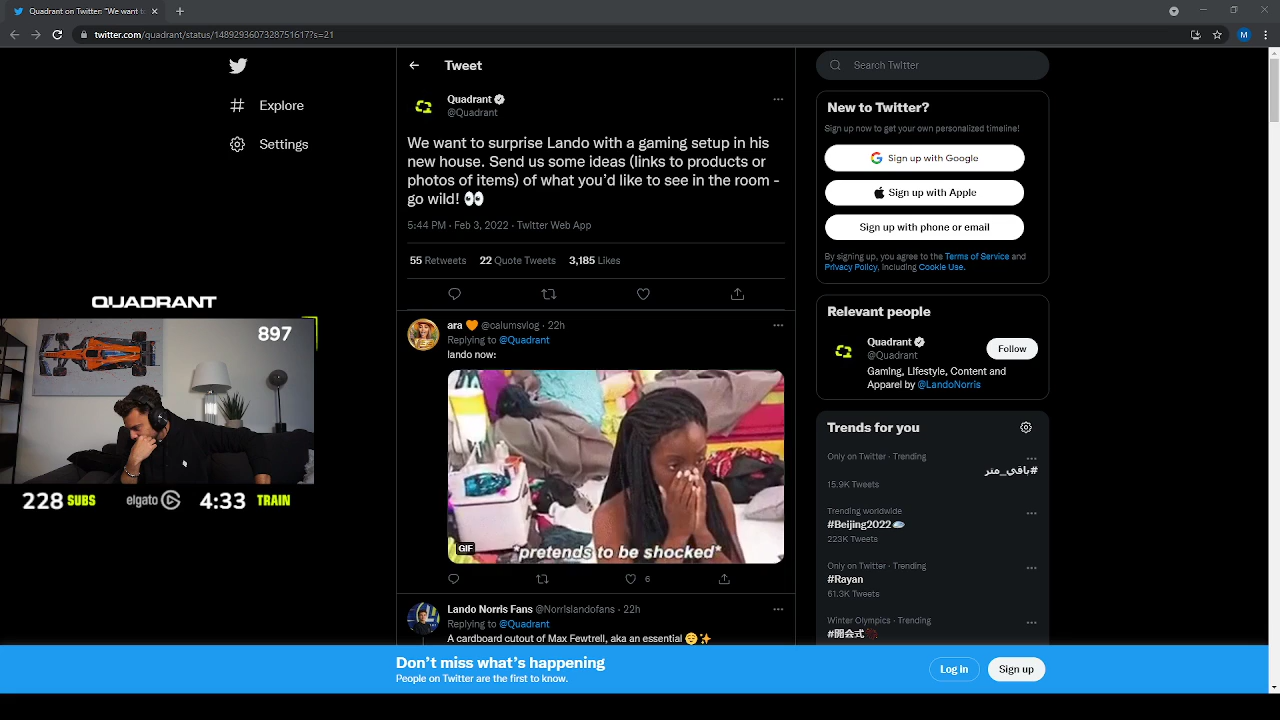 Quadrant on Twitter: "We want to
twitter.com/quadrant/status/1489293607328751617?s=21
M
Explore
Settings
Tweet
Quadrant
@Quadrant
We want to surprise Lando with a gaming setup in his
new house. Send us some ideas (links to products or
photos of items) of what you'd like to see in the room -
go wild! 👀
5:44 PM · Feb 3, 2022 · Twitter Web App
55 Retweets 22 Quote Tweets 3,185 Likes
ara 🧡 @calumsvlog · 22h
Replying to @Quadrant
lando now:
GIF
*pretends to be shocked*
6
Lando Norris Fans @Norrislandofans · 22h
Replying to @Quadrant
A cardboard cutout of Max Fewtrell, aka an essential 😌✨
Search Twitter
New to Twitter?
Sign up now to get your own personalized timeline!
Sign up with Google
Sign up with Apple
Sign up with phone or email
By signing up, you agree to the Terms of Service and
Privacy Policy, including Cookie Use.
Relevant people
Quadrant
@Quadrant
Follow
Gaming, Lifestyle, Content and
Apparel by @LandoNorris
Trends for you
Only on Twitter · Trending
#باقي_متر
15.9K Tweets
Trending worldwide
#Beijing2022
223K Tweets
Only on Twitter · Trending
#Rayan
61.3K Tweets
Winter Olympics · Trending
#開会式
QUADRANT
897
228 SUBS
elgato
4:33 TRAIN
Don't miss what's happening
People on Twitter are the first to know.
Log in
Sign up